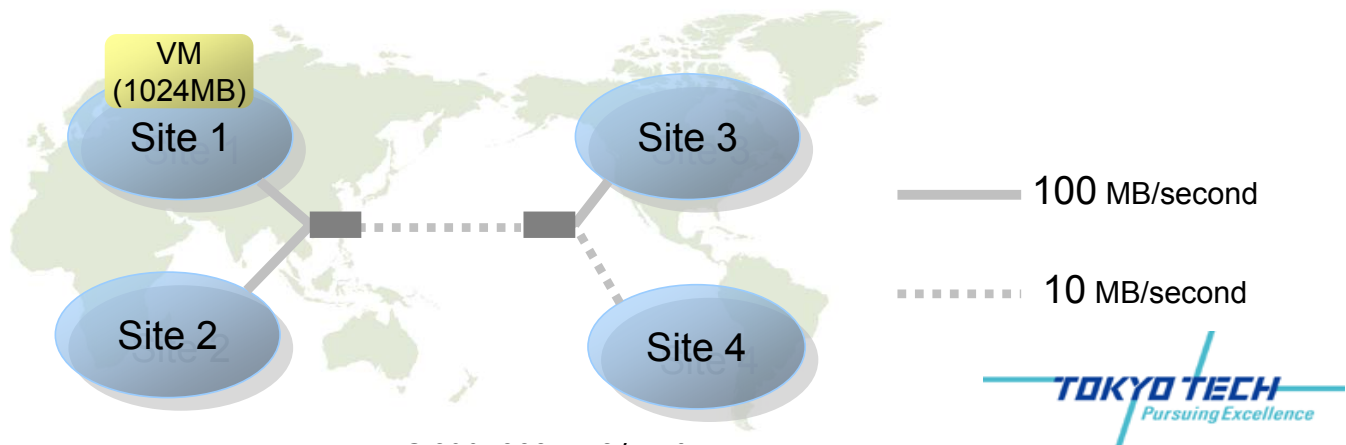 VM
(1024MB)
Site 1
Site 3
100 MB/second
10 MB/second
Site 2
Site 4
TOKYO TECH
Pursuing Excellence